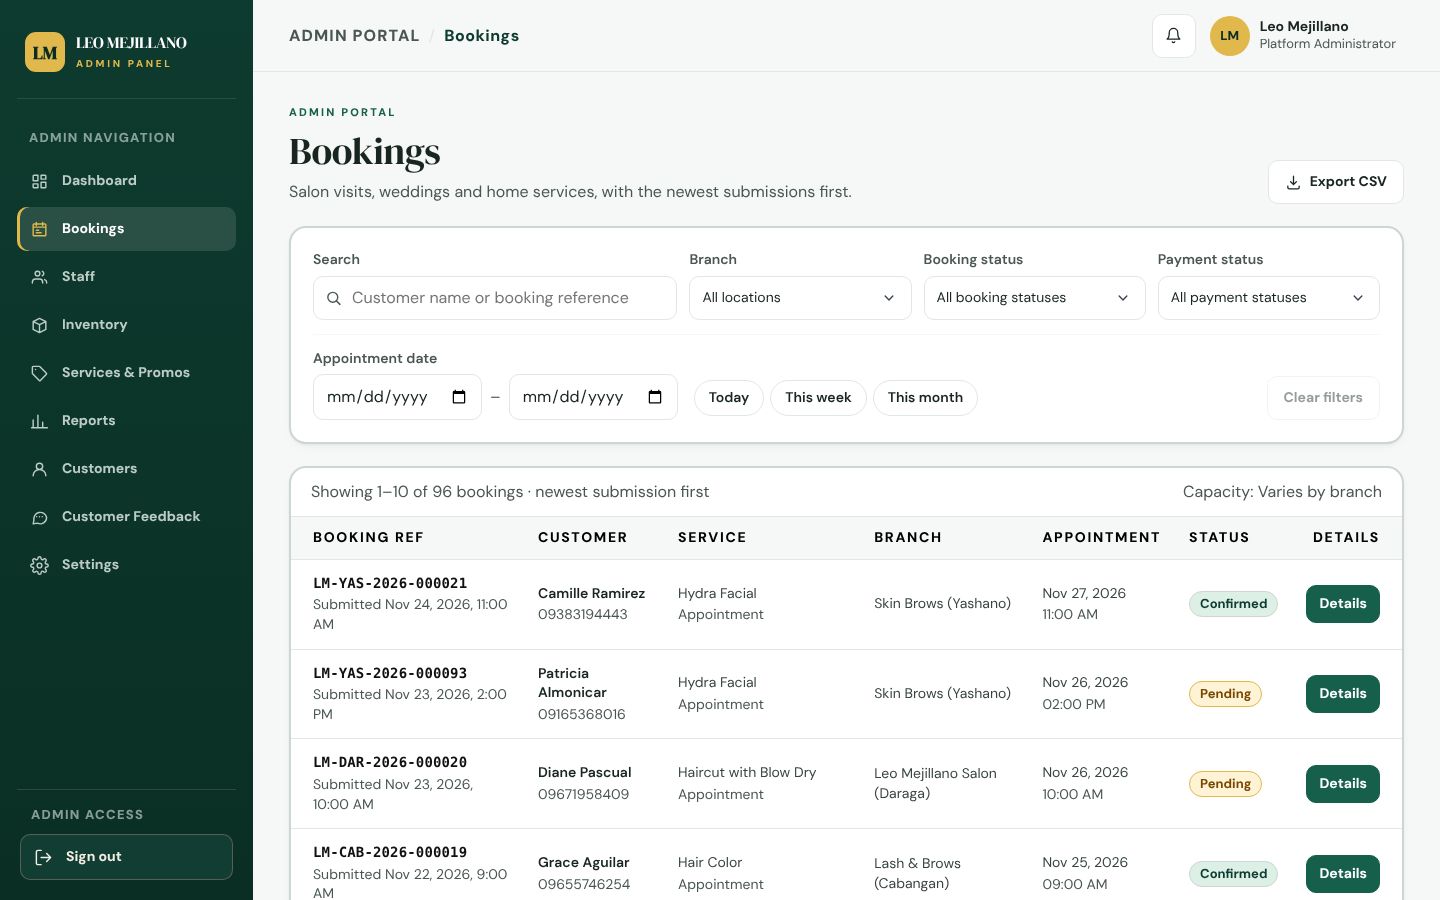 LM
LEO MEJILLANO
ADMIN PANEL
ADMIN NAVIGATION
Dashboard
Bookings
Staff
Inventory
Services & Promos
Reports
Customers
Customer Feedback
Settings
ADMIN ACCESS
Sign out
ADMIN PORTAL / Bookings
LM
Leo Mejillano
Platform Administrator
ADMIN PORTAL
Bookings
Salon visits, weddings and home services, with the newest submissions first.
Export CSV
Search
Customer name or booking reference
Branch
All locations
Booking status
All booking statuses
Payment status
All payment statuses
Appointment date
mm/dd/yyyy – mm/dd/yyyy
Today
This week
This month
Clear filters
Showing 1–10 of 96 bookings · newest submission first
Capacity: Varies by branch
BOOKING REF CUSTOMER SERVICE BRANCH APPOINTMENT STATUS DETAILS
LM-YAS-2026-000021
Submitted Nov 24, 2026, 11:00
AM
Camille Ramirez
09383194443
Hydra Facial
Appointment
Skin Brows (Yashano)
Nov 27, 2026
11:00 AM
Confirmed
Details
LM-YAS-2026-000093
Submitted Nov 23, 2026, 2:00
PM
Patricia
Almonicar
09165368016
Hydra Facial
Appointment
Skin Brows (Yashano)
Nov 26, 2026
02:00 PM
Pending
Details
LM-DAR-2026-000020
Submitted Nov 23, 2026,
10:00 AM
Diane Pascual
09671958409
Haircut with Blow Dry
Appointment
Leo Mejillano Salon
(Daraga)
Nov 26, 2026
10:00 AM
Pending
Details
LM-CAB-2026-000019
Submitted Nov 22, 2026, 9:00
AM
Grace Aguilar
09655746254
Hair Color
Appointment
Lash & Brows
(Cabangan)
Nov 25, 2026
09:00 AM
Confirmed
Details